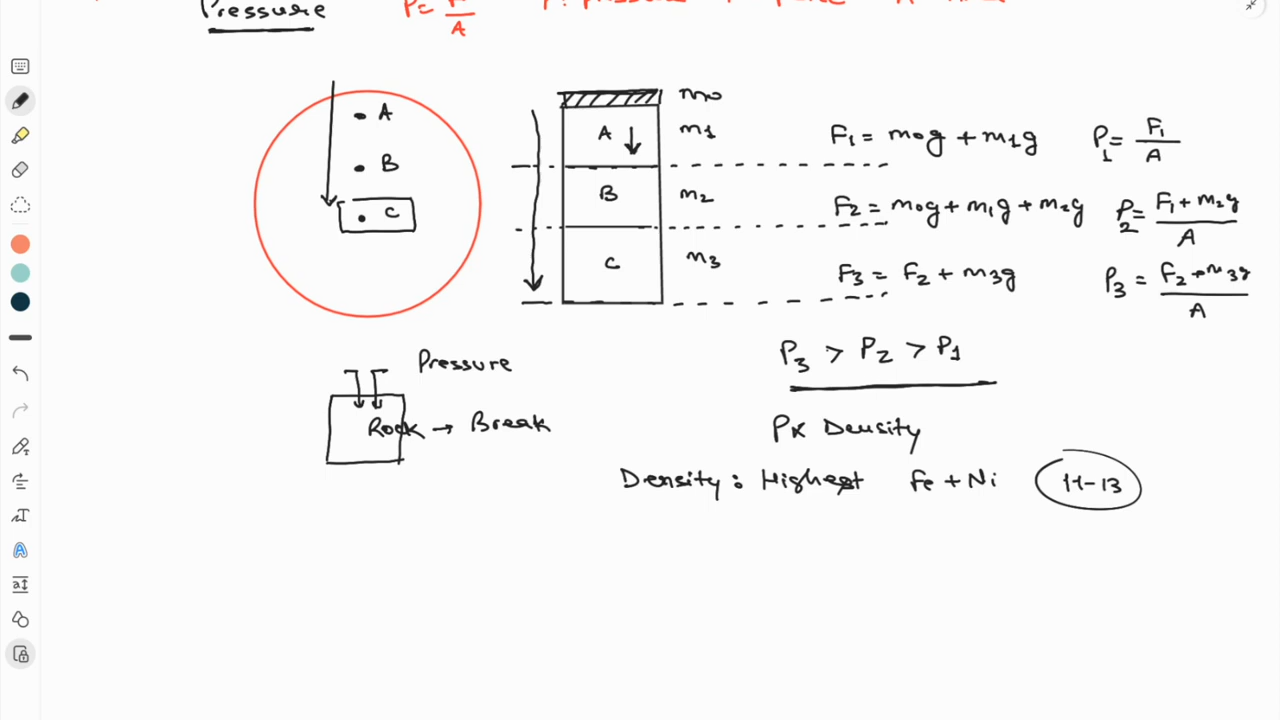 Pressure P = F/A
A
B
C
m0
A m1
B m2
C m3
F1 = m0g + m1g P1 = F1/A
F2 = m0g + m1g + m2g P2 = F1 + m2g/A
F3 = F2 + m3g P3 = F2 + m3g/A
P3 > P2 > P1
Pressure
Rock → Break
P∝ Density
Density : Highest Fe + Ni 11-13